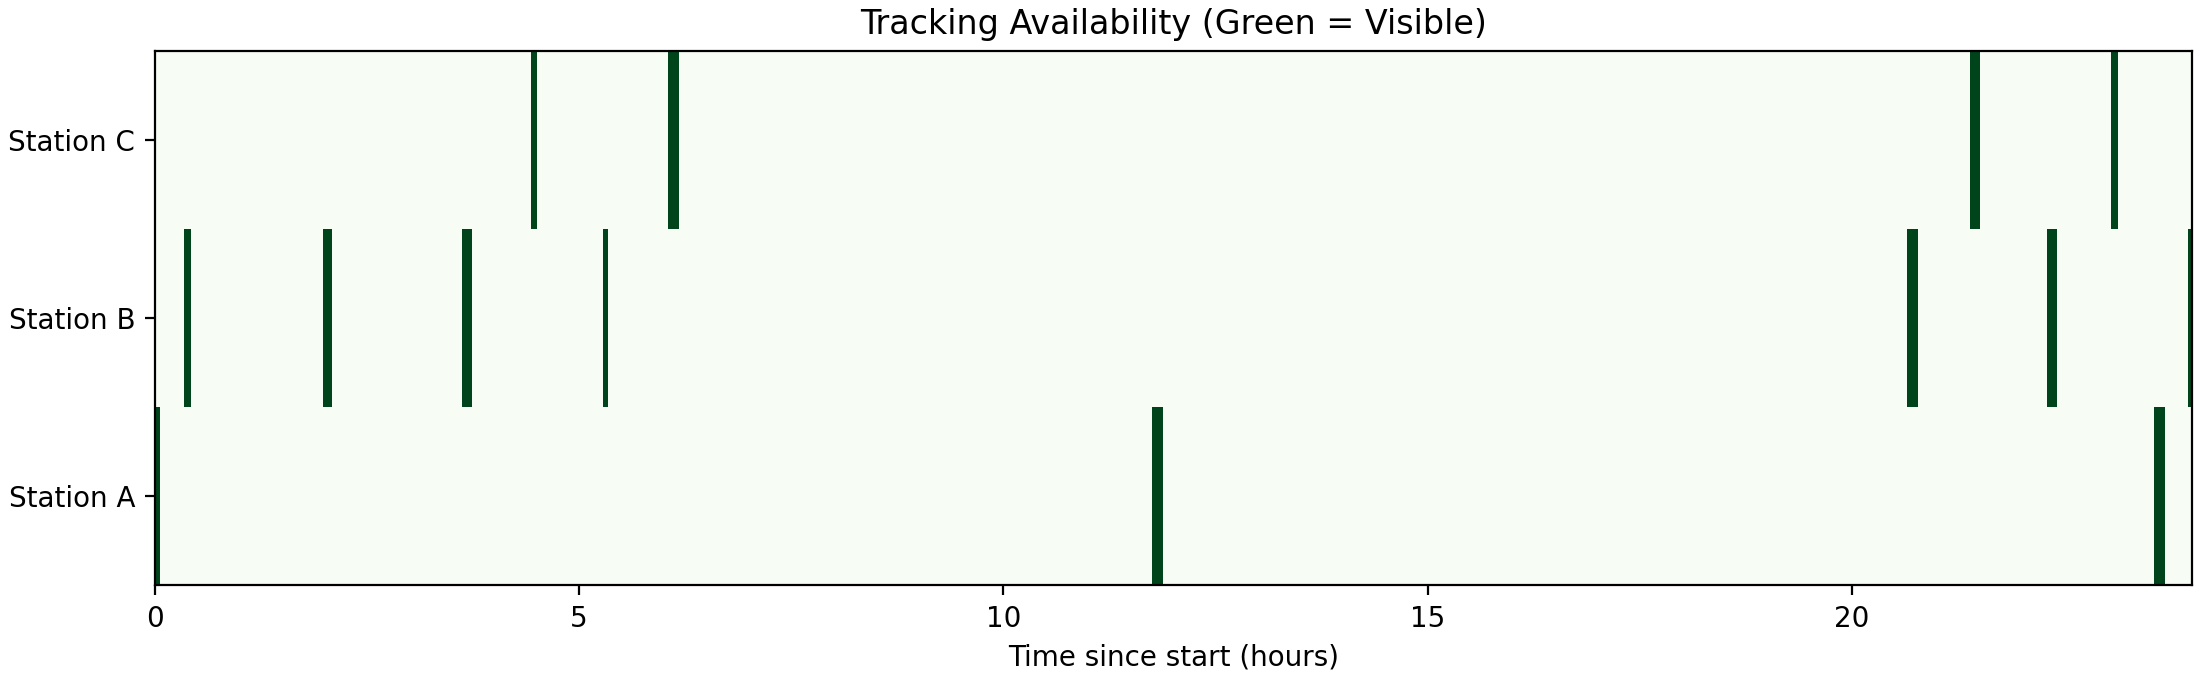 Tracking Availability (Green = Visible)
Station C
Station B
Station A
0 5 10 15 20
Time since start (hours)